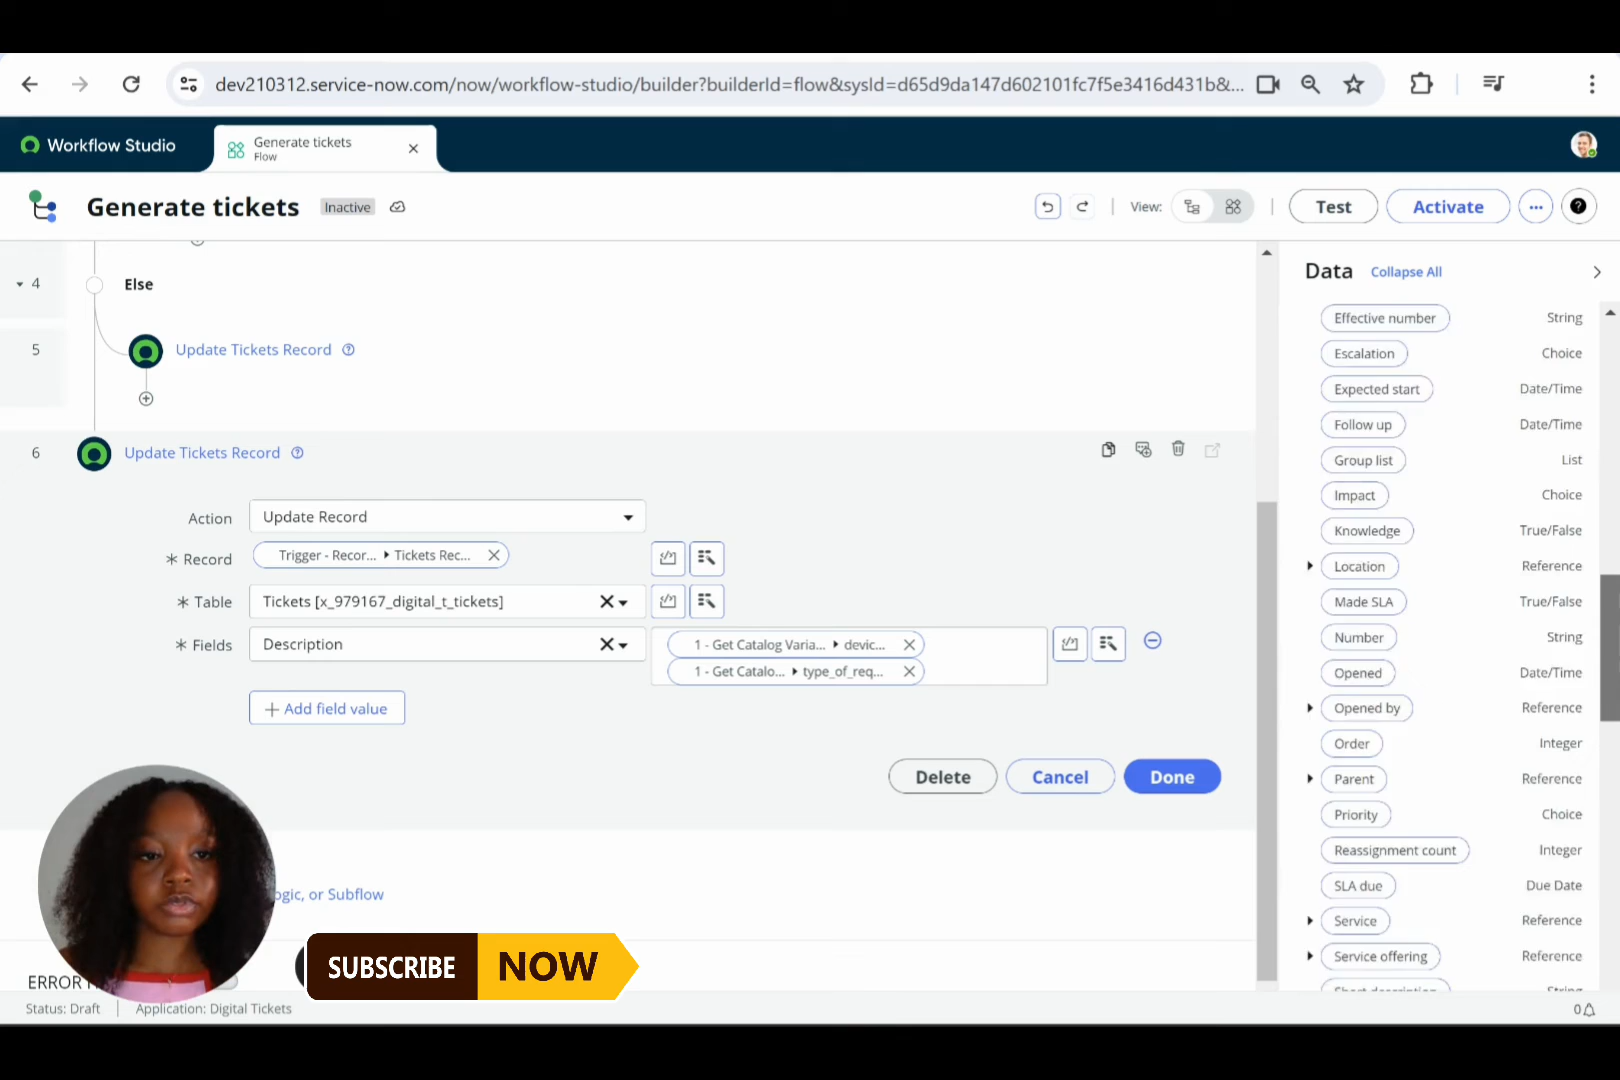 dev210312.service-now.com/now/workflow-studio/builder?builderId=flow&sysId=d65d9da147d602101fc7f5e3416d431b&...
Workflow Studio
Generate tickets
Flow
Generate tickets
Inactive
View:
Test
Activate
4
Else
5
Update Tickets Record
6
Update Tickets Record
Action
Update Record
* Record
Trigger - Recor... ▸ Tickets Rec...
* Table
Tickets [x_979167_digital_t_tickets]
* Fields
Description
1 - Get Catalog Varia... ▸ devic...
1 - Get Catalo... ▸ type_of_req...
+ Add field value
Delete
Cancel
Done
ogic, or Subflow
SUBSCRIBE NOW
ERROR
Status: Draft
Application: Digital Tickets
Data
Collapse All
Effective number String
Escalation Choice
Expected start Date/Time
Follow up Date/Time
Group list List
Impact Choice
Knowledge True/False
Location Reference
Made SLA True/False
Number String
Opened Date/Time
Opened by Reference
Order Integer
Parent Reference
Priority Choice
Reassignment count Integer
SLA due Due Date
Service Reference
Service offering Reference
Short description String
0